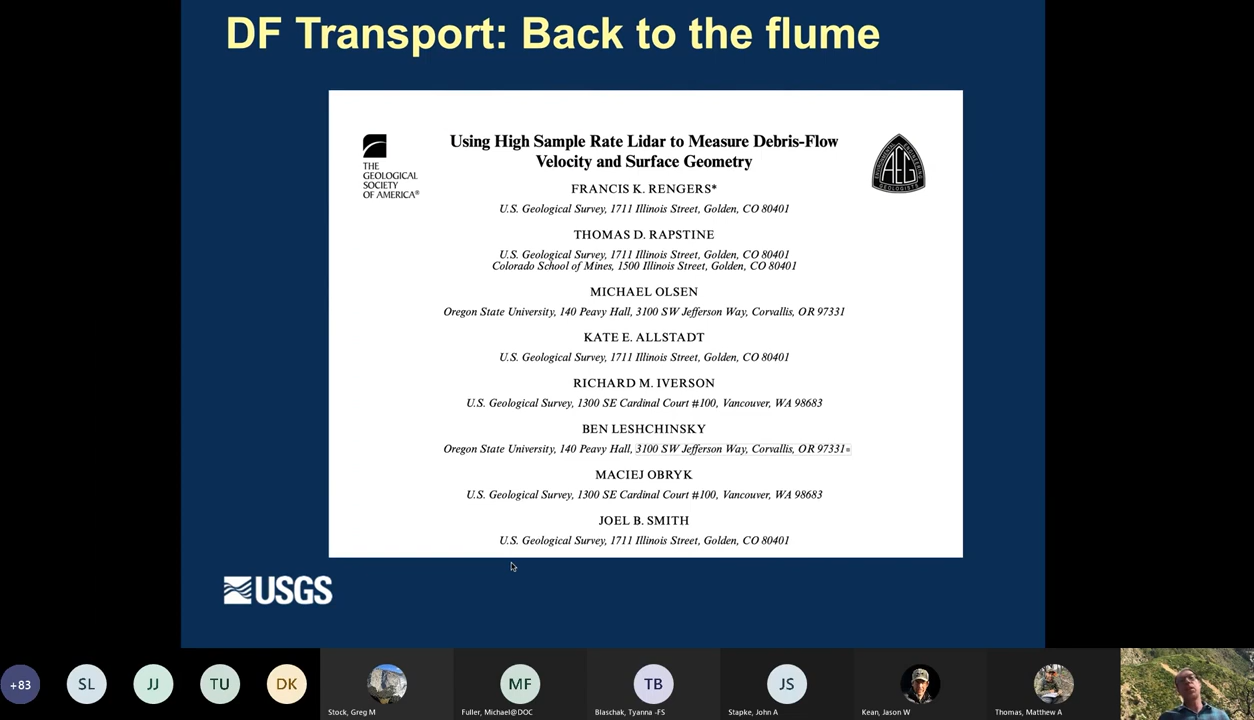 DF Transport: Back to the flume
THE
GEOLOGICAL
SOCIETY
OF AMERICA®
Using High Sample Rate Lidar to Measure Debris-Flow
Velocity and Surface Geometry
AEG
FRANCIS K. RENGERS*
U.S. Geological Survey, 1711 Illinois Street, Golden, CO 80401
THOMAS D. RAPSTINE
U.S. Geological Survey, 1711 Illinois Street, Golden, CO 80401
Colorado School of Mines, 1500 Illinois Street, Golden, CO 80401
MICHAEL OLSEN
Oregon State University, 140 Peavy Hall, 3100 SW Jefferson Way, Corvallis, OR 97331
KATE E. ALLSTADT
U.S. Geological Survey, 1711 Illinois Street, Golden, CO 80401
RICHARD M. IVERSON
U.S. Geological Survey, 1300 SE Cardinal Court #100, Vancouver, WA 98683
BEN LESHCHINSKY
Oregon State University, 140 Peavy Hall, 3100 SW Jefferson Way, Corvallis, OR 97331
MACIEJ OBRYK
U.S. Geological Survey, 1300 SE Cardinal Court #100, Vancouver, WA 98683
JOEL B. SMITH
U.S. Geological Survey, 1711 Illinois Street, Golden, CO 80401
USGS
+83
SL
JJ
TU
DK
MF
TB
JS
Stock, Greg M
Fuller, Michael@DOC
Blaschak, Tyanna -FS
Stapke, John A
Kean, Jason W
Thomas, Matthew A